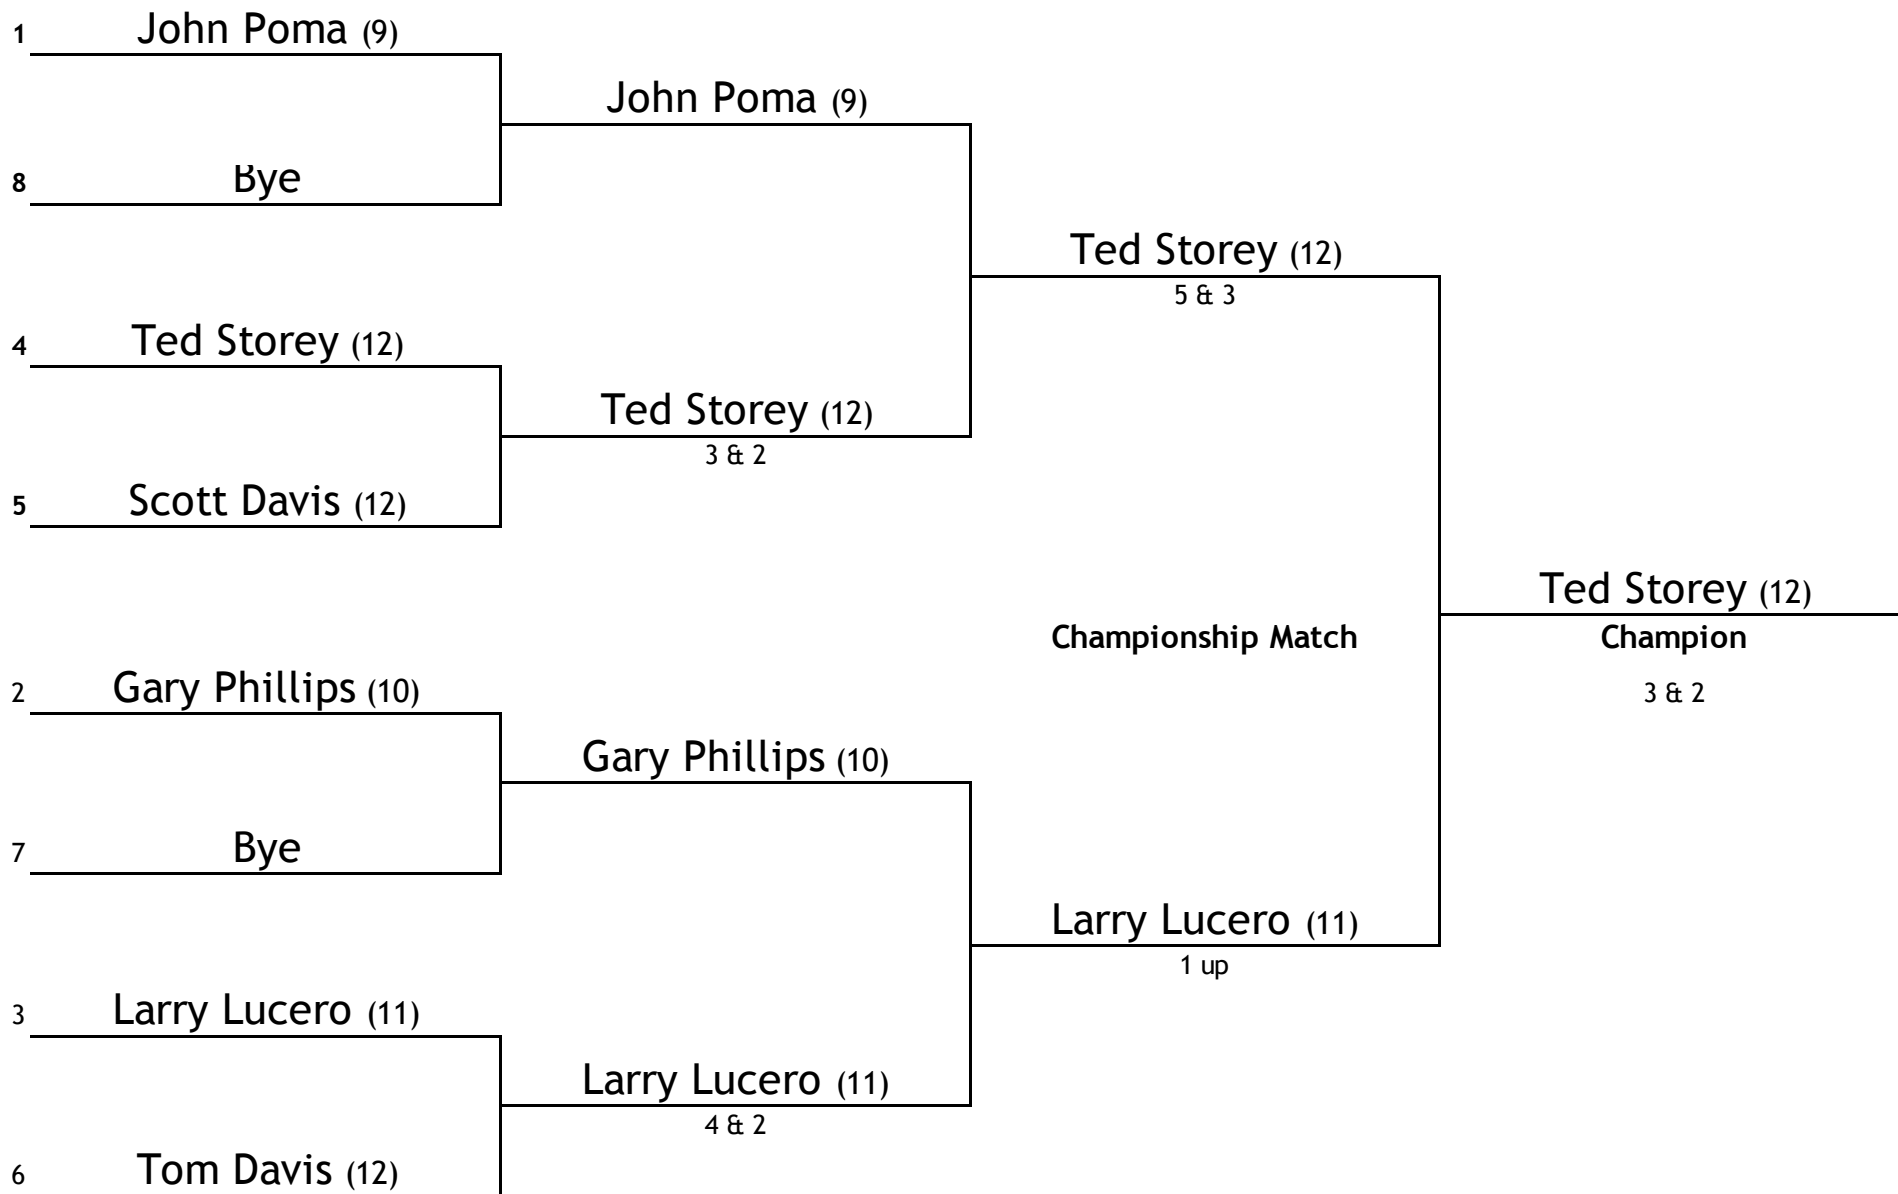 1 John Poma (9)
John Poma (9)
8 Bye
Ted Storey (12)
5 & 3
4 Ted Storey (12)
Ted Storey (12)
3 & 2
5 Scott Davis (12)
Ted Storey (12)
Championship Match Champion
2 Gary Phillips (10) 3 & 2
Gary Phillips (10)
7 Bye
Larry Lucero (11)
1 up
3 Larry Lucero (11)
Larry Lucero (11)
4 & 2
6 Tom Davis (12)